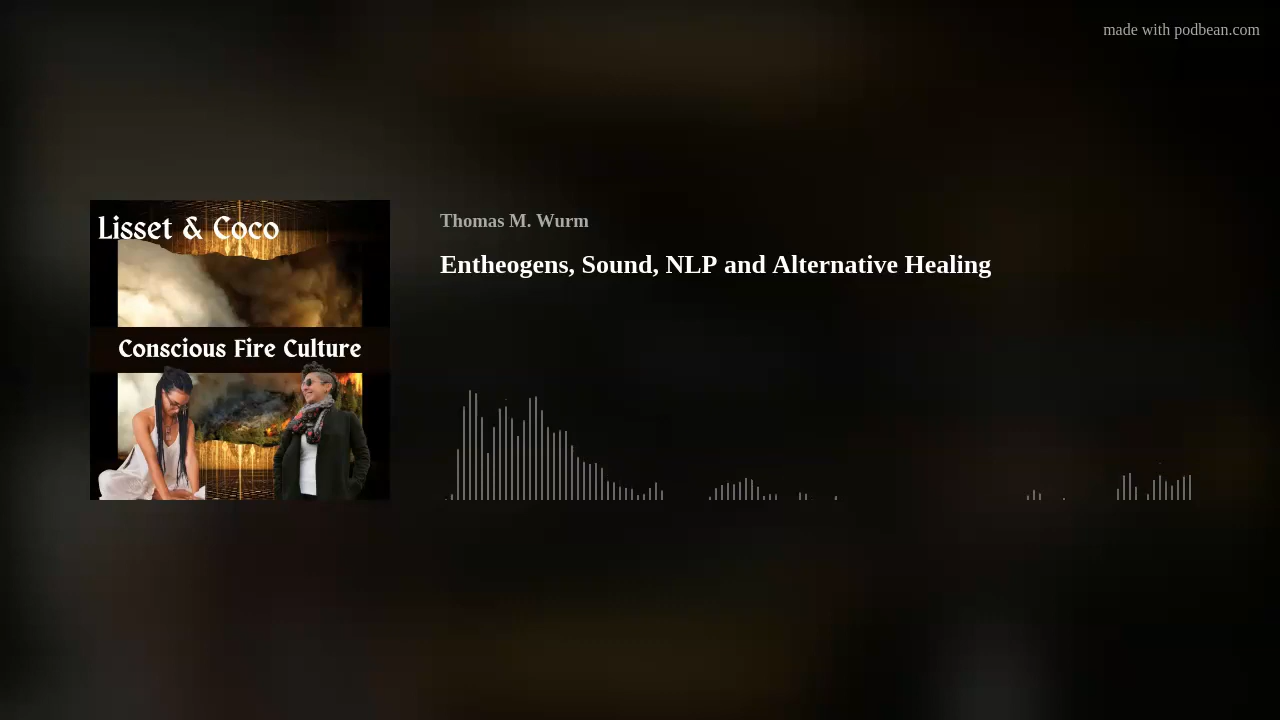 made with podbean.com
Lisset & Coco
Conscious Fire Culture
Thomas M. Wurm
Entheogens, Sound, NLP and Alternative Healing